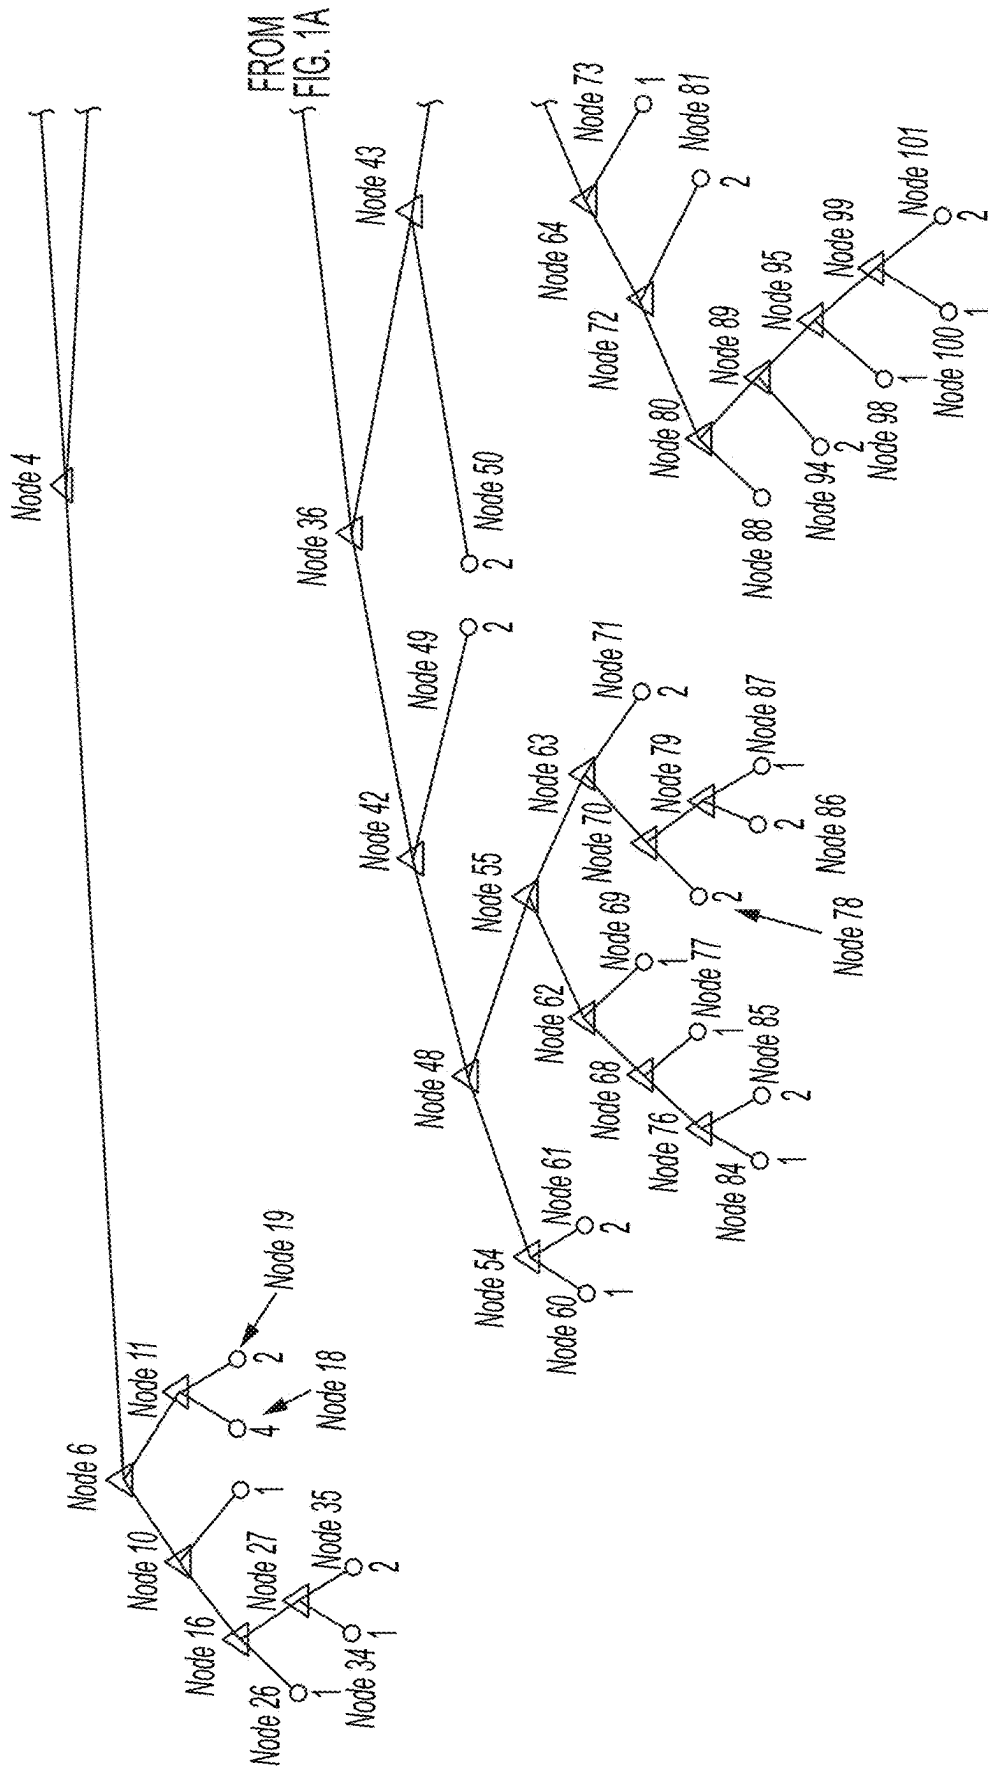 FROM
FIG. 1A
Node 4
Node 6
Node 10
Node 11
Node 16
1
4
2
Node 19
Node 18
Node 26
1
Node 27
Node 34
1
Node 35
2
Node 36
Node 42
Node 43
Node 48
Node 49
2
Node 50
2
Node 54
Node 55
Node 60
1
Node 61
2
Node 62
Node 63
Node 64
Node 68
Node 69
1
Node 70
Node 71
2
Node 72
Node 73
1
Node 76
Node 77
1
2
Node 78
Node 79
Node 80
Node 81
2
Node 84
1
Node 85
2
Node 86
2
Node 87
1
Node 88
Node 89
Node 94
2
Node 95
Node 98
1
Node 99
Node 100
1
Node 101
2